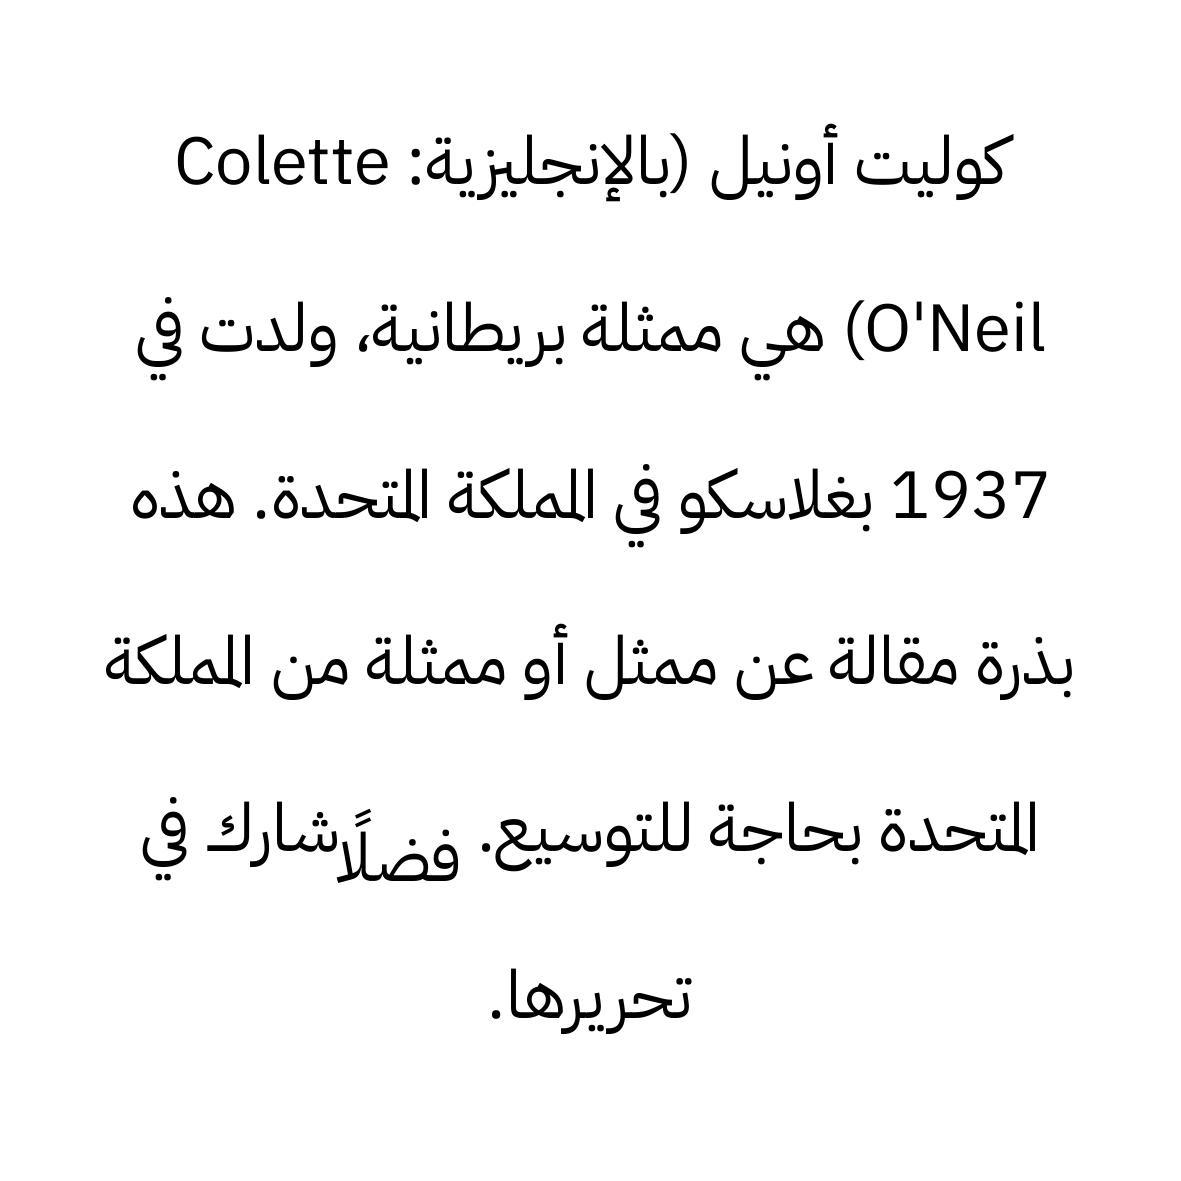 كوليت أونيل (بالإنجليزية: Colette
O'Neil) هي ممثلة بريطانية، ولدت في
1937 بغلاسكو في المملكة المتحدة. هذه
بذرة مقالة عن ممثل أو ممثلة من المملكة
المتحدة بحاجة للتوسيع. فضلًا شارك في
تحريرها.